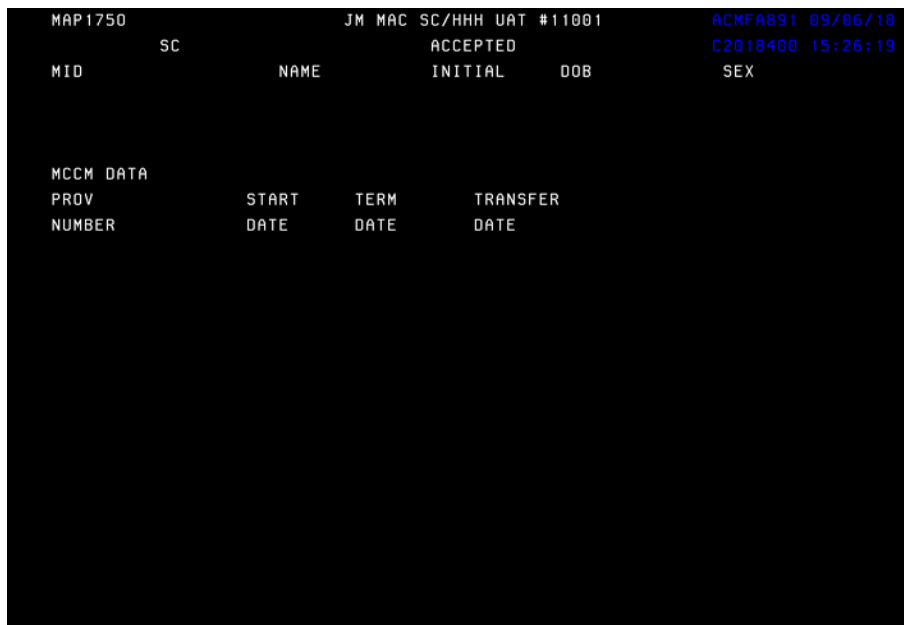 MAP1750 JM MAC SC/HHH UAT #11001 ACMFA891 09/06/18
SC ACCEPTED C2018400 15:26:19
MID NAME INITIAL DOB SEX
MCCM DATA
PROV START TERM TRANSFER
NUMBER DATE DATE DATE